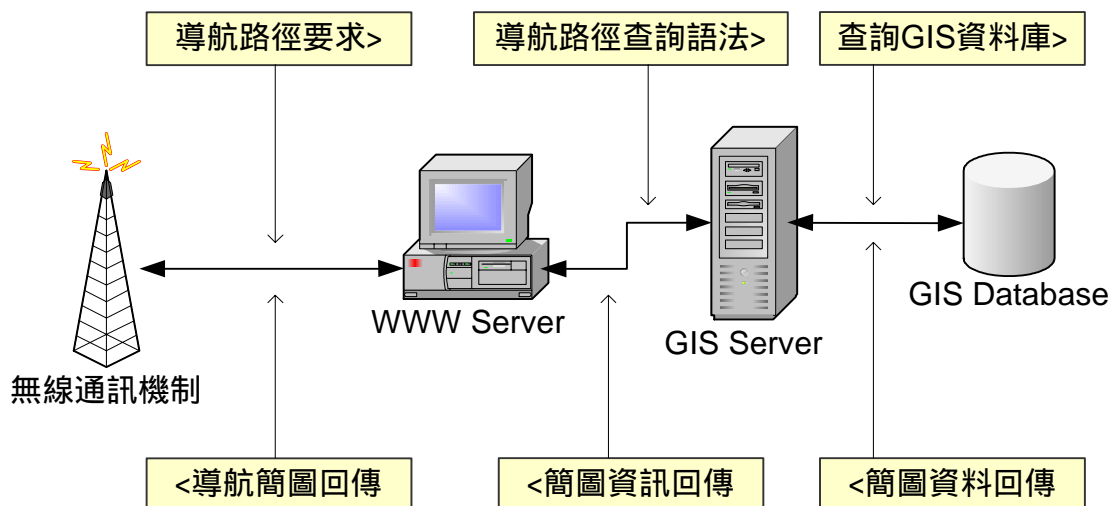 導航路徑要求>
導航路徑查詢語法>
查詢GIS資料庫>
WWW Server
GIS Server
GIS Database
無線通訊機制
<導航簡圖回傳
<簡圖資訊回傳
<簡圖資料回傳